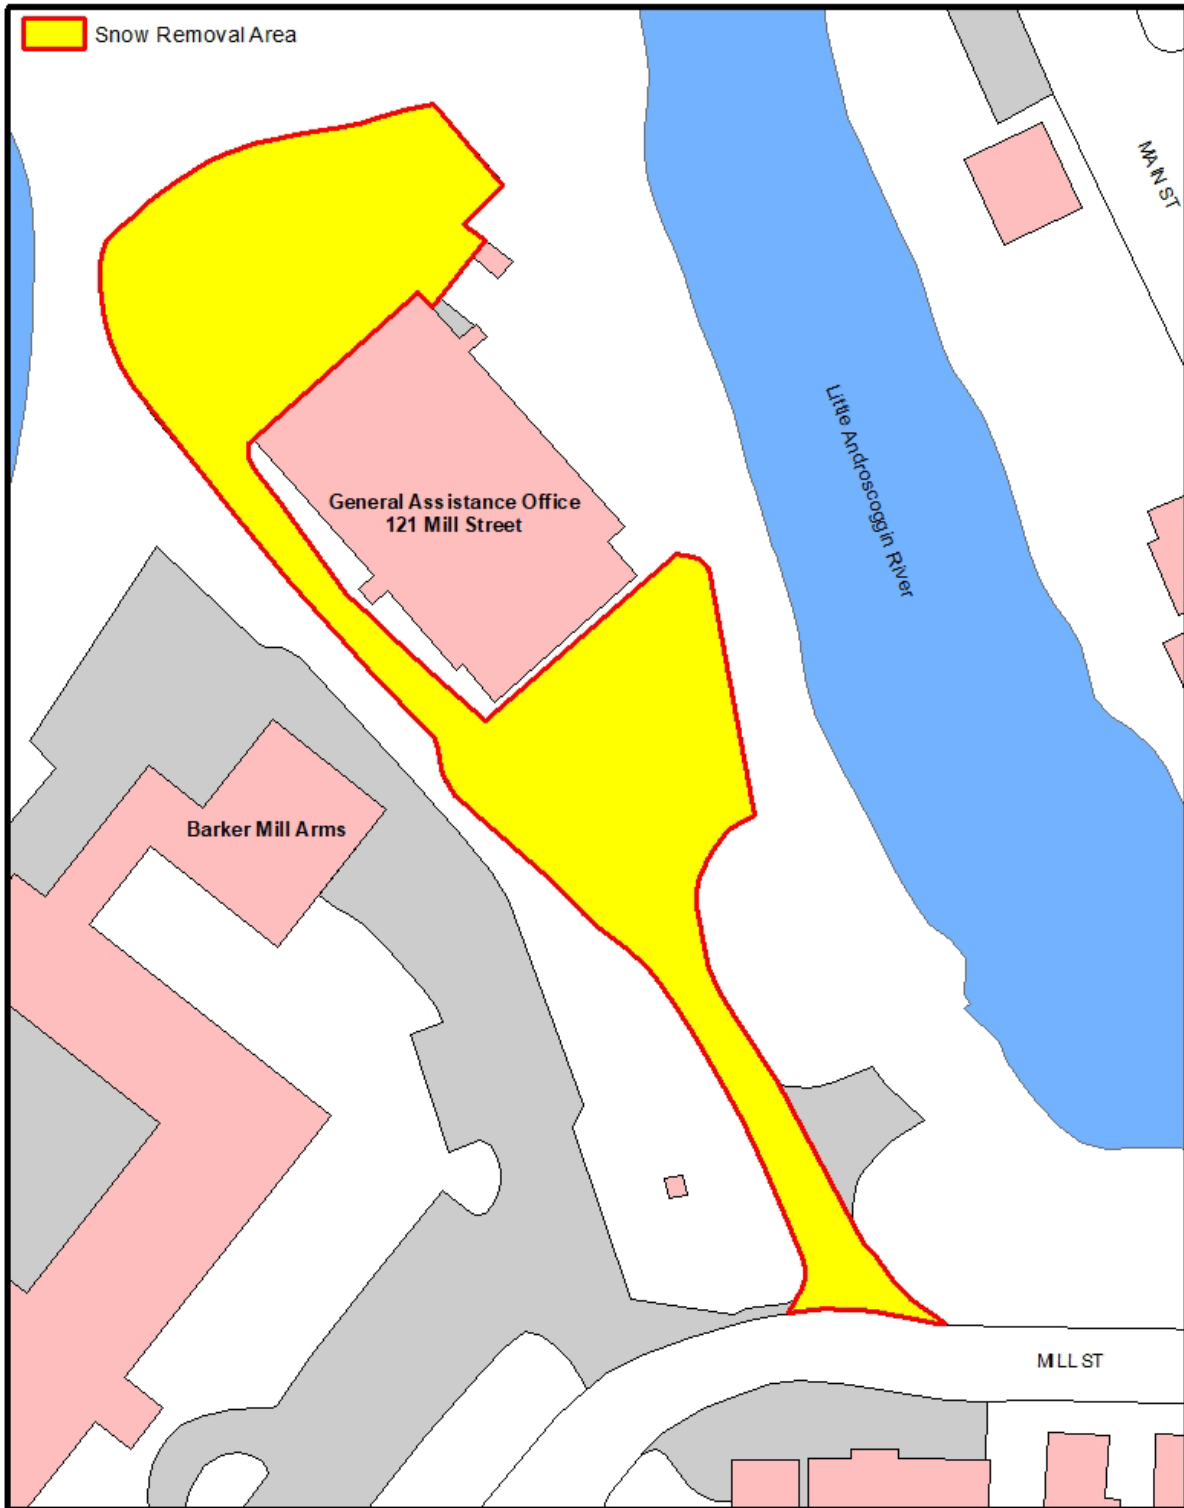 Snow Removal Area
MAIN ST
Little Androscoggin River
General Assistance Office
121 Mill Street
Barker Mill Arms
MILL ST